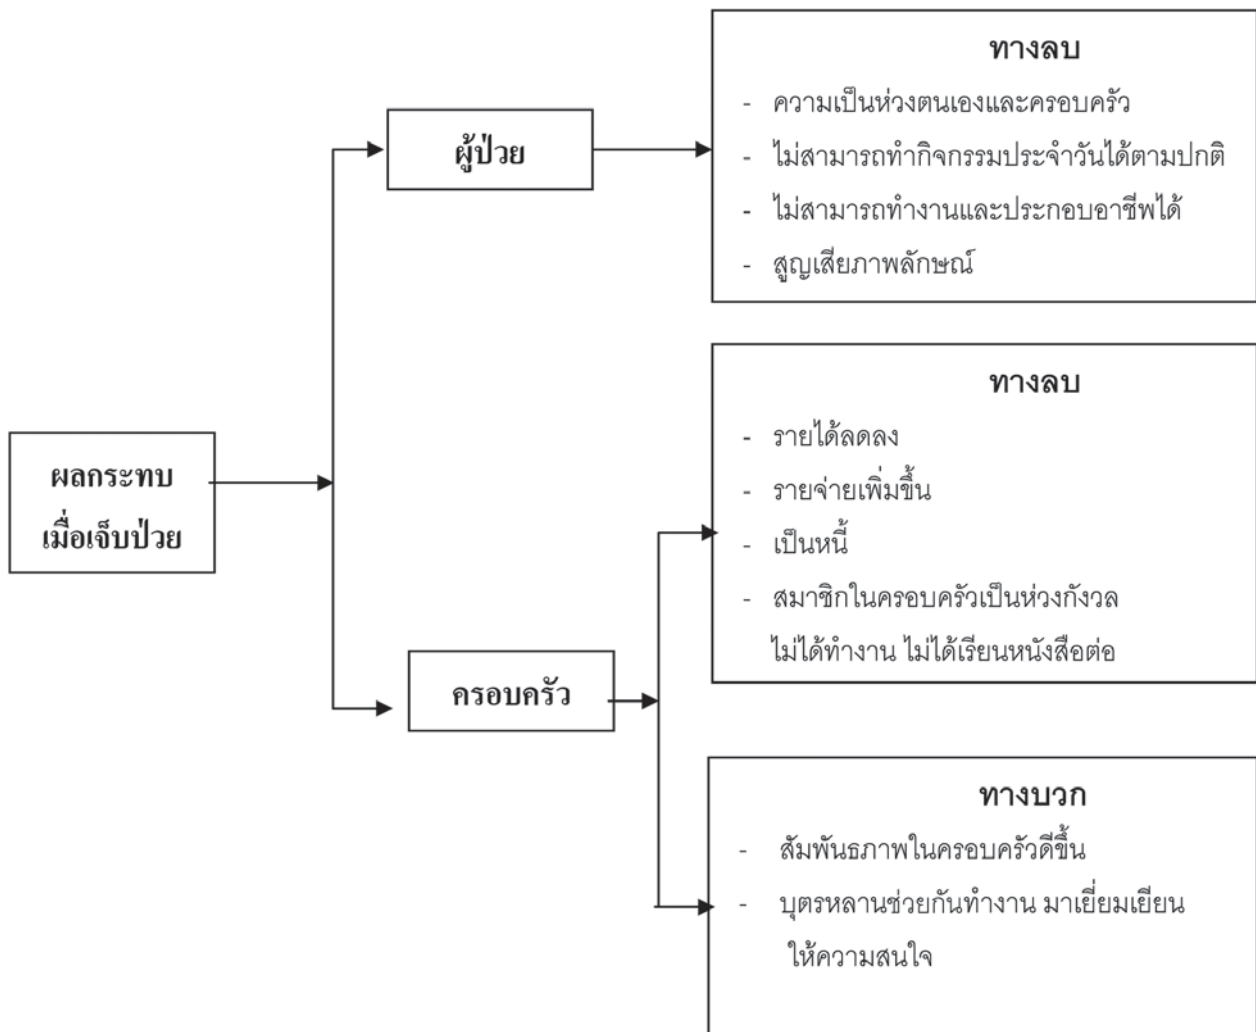 ผลกระทบ
เมื่อเจ็บป่วย
ผู้ป่วย
ทางลบ
- ความเป็นห่วงตนเองและครอบครัว
- ไม่สามารถทำกิจกรรมประจำวันได้ตามปกติ
- ไม่สามารถทำงานและประกอบอาชีพได้
- สูญเสียภาพลักษณ์
ครอบครัว
ทางลบ
- รายได้ลดลง
- รายจ่ายเพิ่มขึ้น
- เป็นหนี้
- สมาชิกในครอบครัวเป็นห่วงกังวล
ไม่ได้ทำงาน ไม่ได้เรียนหนังสือต่อ
ทางบวก
- สัมพันธภาพในครอบครัวดีขึ้น
- บุตรหลานช่วยกันทำงาน มาเยี่ยมเยียน
ให้ความสนใจ